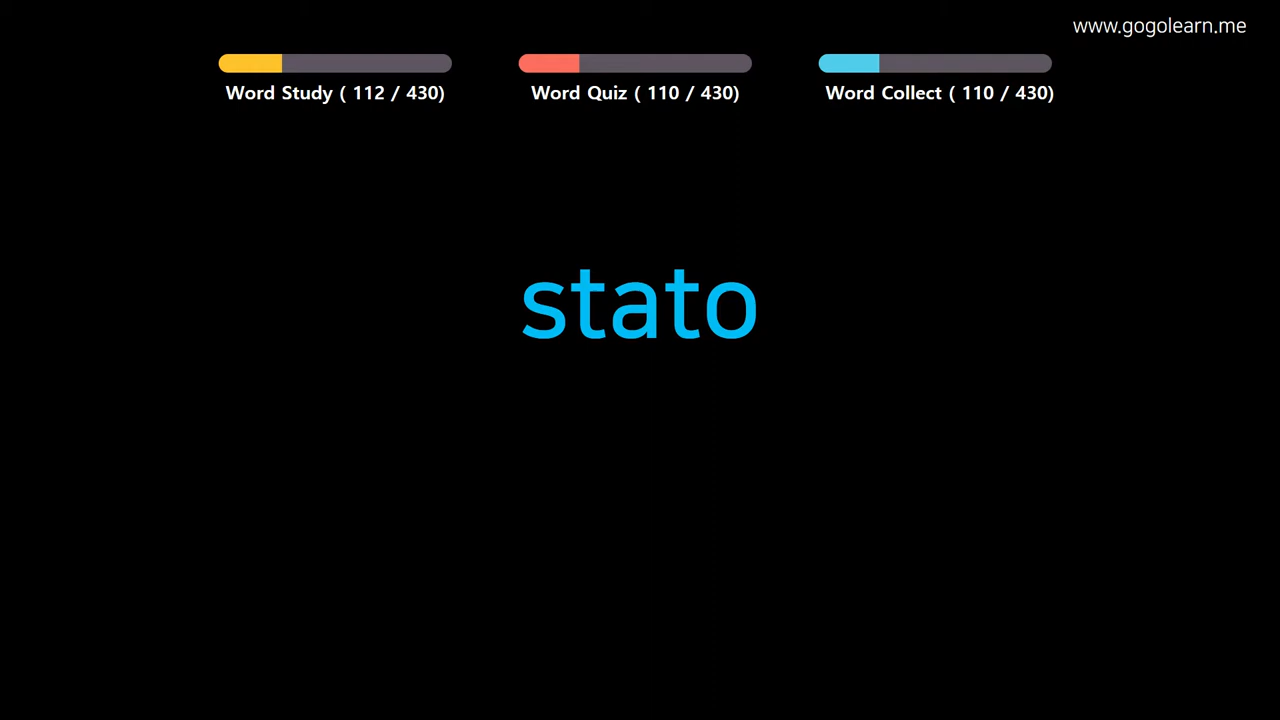 www.gogolearn.me
Word Study ( 112 / 430)
Word Quiz ( 110 / 430)
Word Collect ( 110 / 430)
stato